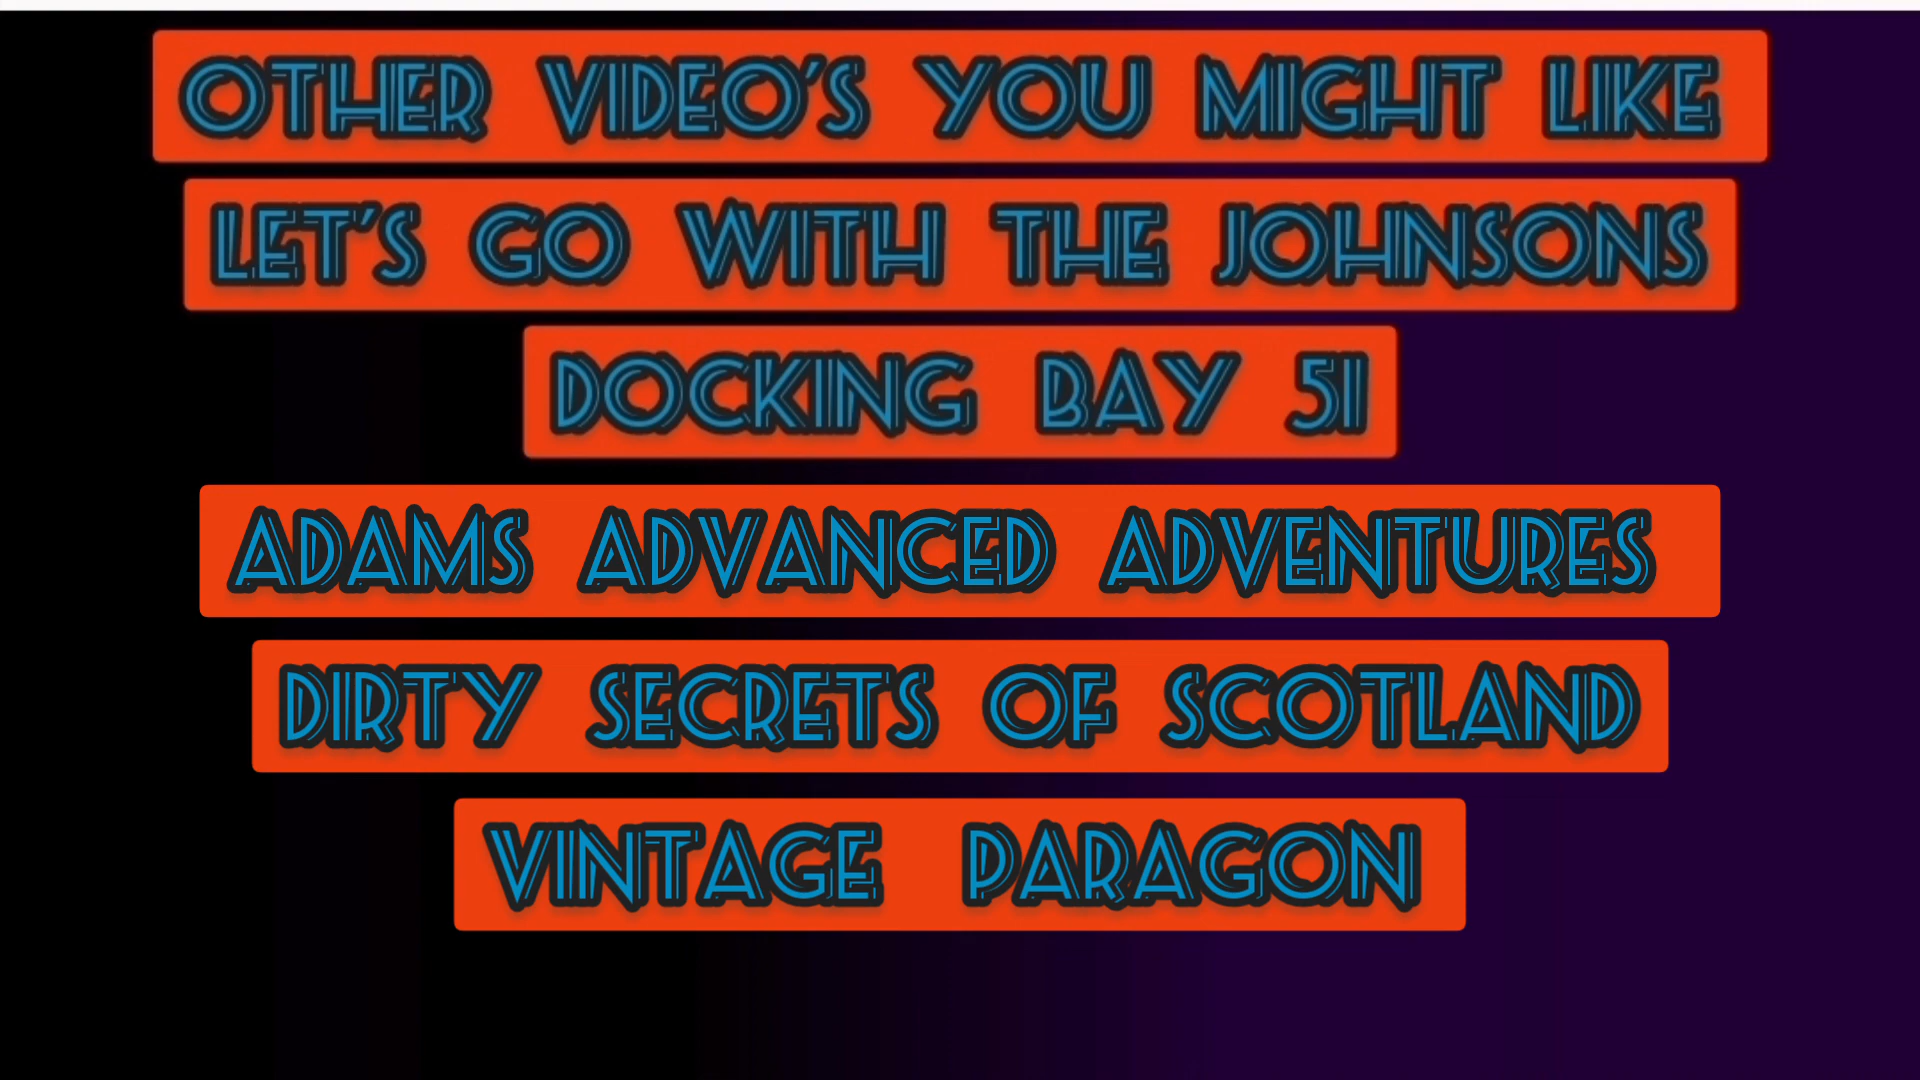 OTHER VIDEO'S YOU MIGHT LIKE
LET'S GO WITH THE JOHNSONS
DOCKING BAY 51
ADAMS ADVANCED ADVENTURES
DIRTY SECRETS OF SCOTLAND
VINTAGE PARAGON